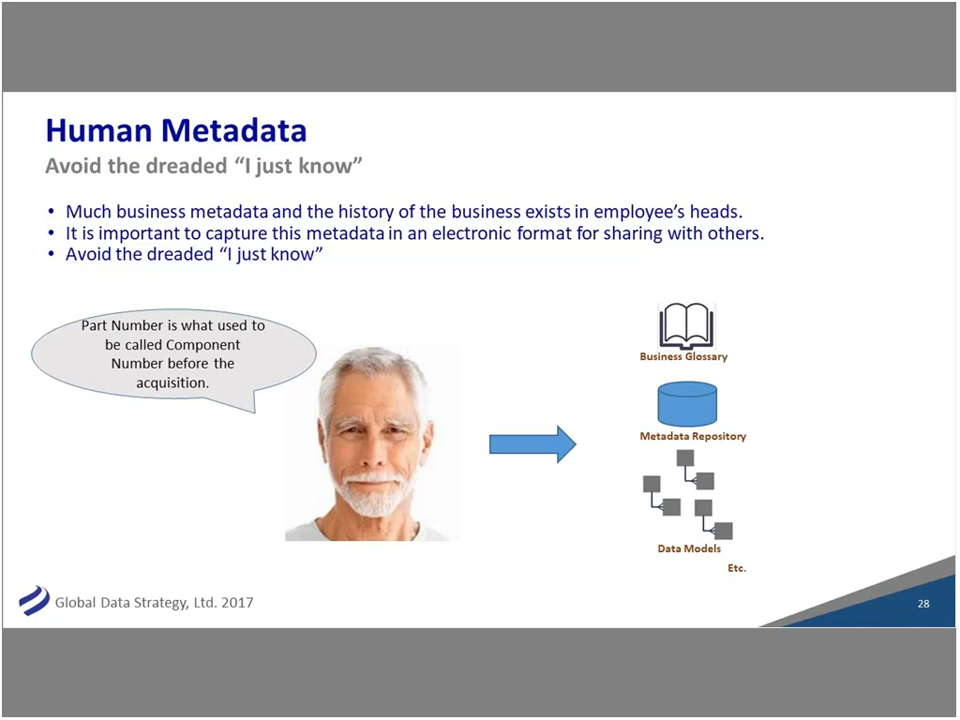 Human Metadata
Avoid the dreaded “I just know”
• Much business metadata and the history of the business exists in employee’s heads.
• It is important to capture this metadata in an electronic format for sharing with others.
• Avoid the dreaded “I just know”
Part Number is what used to
be called Component
Number before the
acquisition.
Business Glossary
Metadata Repository
Data Models
Etc.
Global Data Strategy, Ltd. 2017
28